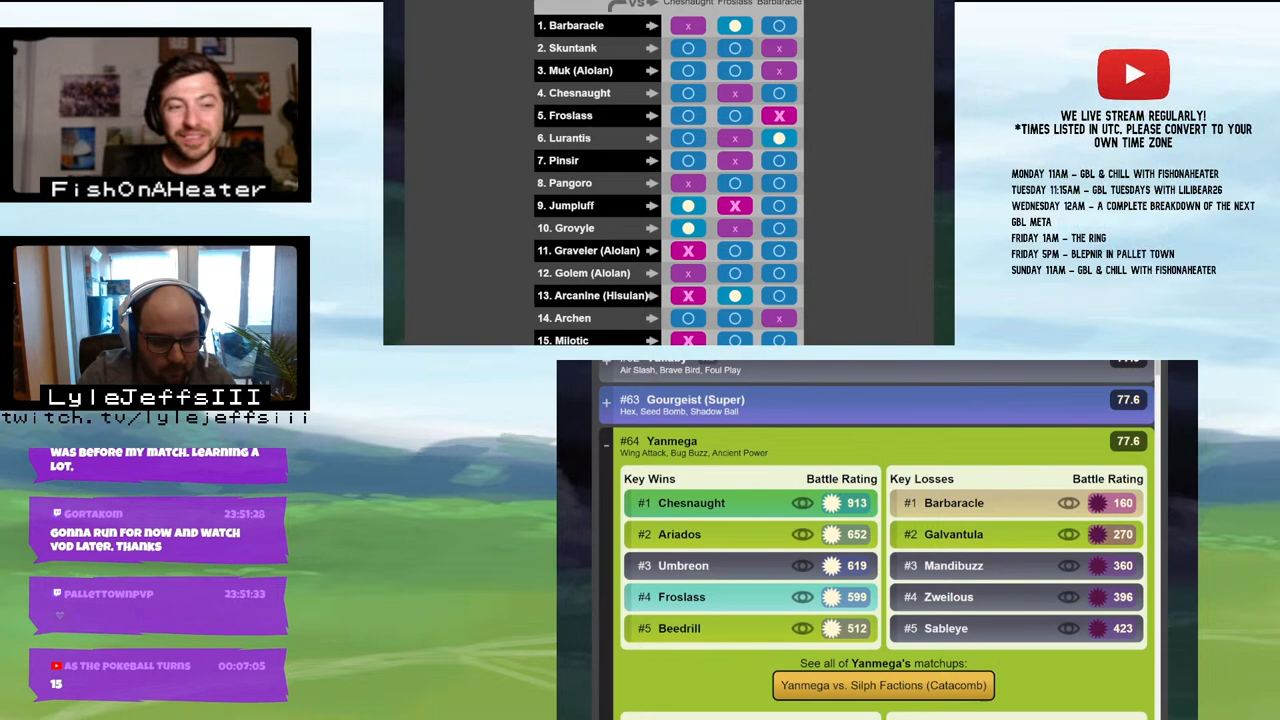 FishOnAHeater
LyleJeffsIII
twitch.tv/lylejeffsiii
WAS BEFORE MY MATCH. LEARNING A
LOT.
GORTAKOM 23:51:28
GONNA RUN FOR NOW AND WATCH
VOD LATER, THANKS
PALLETTOWNPVP 23:51:33
AS THE POKEBALL TURNS 00:07:05
15
VS Chesnaught Froslass Barbaracle
1. Barbaracle x
2. Skuntank x
3. Muk (Alolan) x
4. Chesnaught x
5. Froslass X
6. Lurantis x
7. Pinsir x
8. Pangoro x
9. Jumpluff X
10. Grovyle x
11. Graveler (Alolan) X
12. Golem (Alolan) x
13. Arcanine (Hisuian) X
14. Archen x
15. Milotic X
WE LIVE STREAM REGULARLY!
*TIMES LISTED IN UTC. PLEASE CONVERT TO YOUR
OWN TIME ZONE
MONDAY 11AM - GBL & CHILL WITH FISHONAHEATER
TUESDAY 11:15AM - GBL TUESDAYS WITH LILIBEAR26
WEDNESDAY 12AM - A COMPLETE BREAKDOWN OF THE NEXT
GBL META
FRIDAY 1AM - THE RING
FRIDAY 5PM - BLEPNIR IN PALLET TOWN
SUNDAY 11AM - GBL & CHILL WITH FISHONAHEATER
Air Slash, Brave Bird, Foul Play
+ #63 Gourgeist (Super) 77.6
Hex, Seed Bomb, Shadow Ball
- #64 Yanmega 77.6
Wing Attack, Bug Buzz, Ancient Power
Key Wins Battle Rating
#1 Chesnaught 913
#2 Ariados 652
#3 Umbreon 619
#4 Froslass 599
#5 Beedrill 512
Key Losses Battle Rating
#1 Barbaracle 160
#2 Galvantula 270
#3 Mandibuzz 360
#4 Zweilous 396
#5 Sableye 423
See all of Yanmega's matchups:
Yanmega vs. Silph Factions (Catacomb)